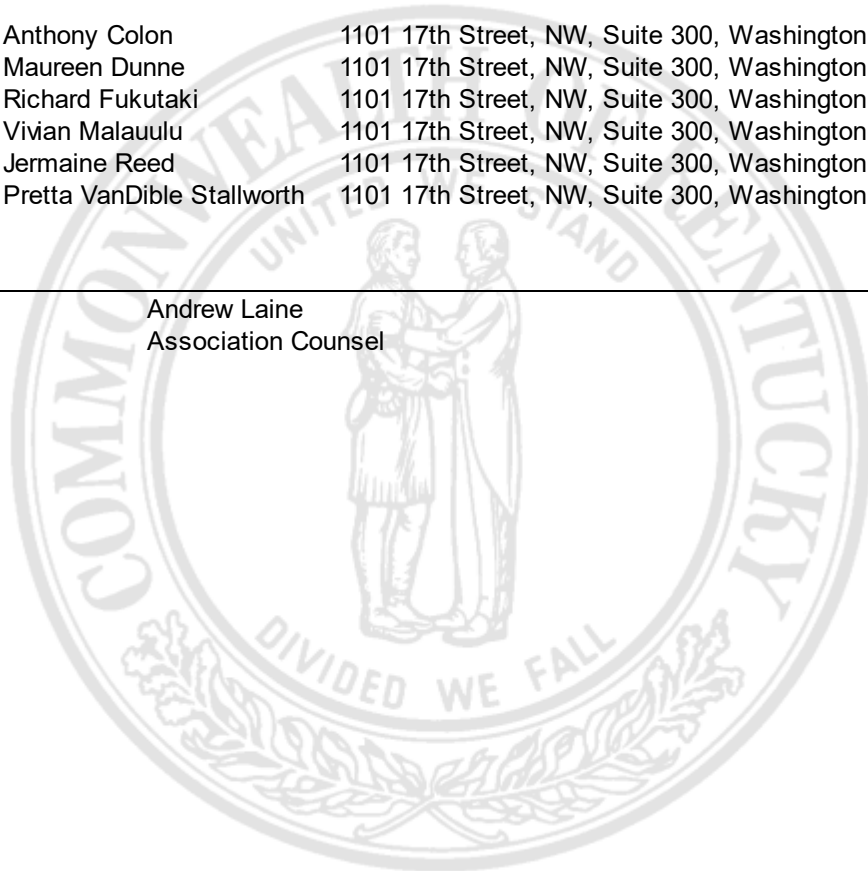 Anthony Colon 1101 17th Street, NW, Suite 300, Washington
Maureen Dunne 1101 17th Street, NW, Suite 300, Washington
Richard Fukutaki 1101 17th Street, NW, Suite 300, Washington
Vivian Malauulu 1101 17th Street, NW, Suite 300, Washington
Jermaine Reed 1101 17th Street, NW, Suite 300, Washington
Pretta VanDible Stallworth 1101 17th Street, NW, Suite 300, Washington
Andrew Laine
Association Counsel
COMMONWEALTH OF KENTUCKY
UNITED WE STAND
DIVIDED WE FALL